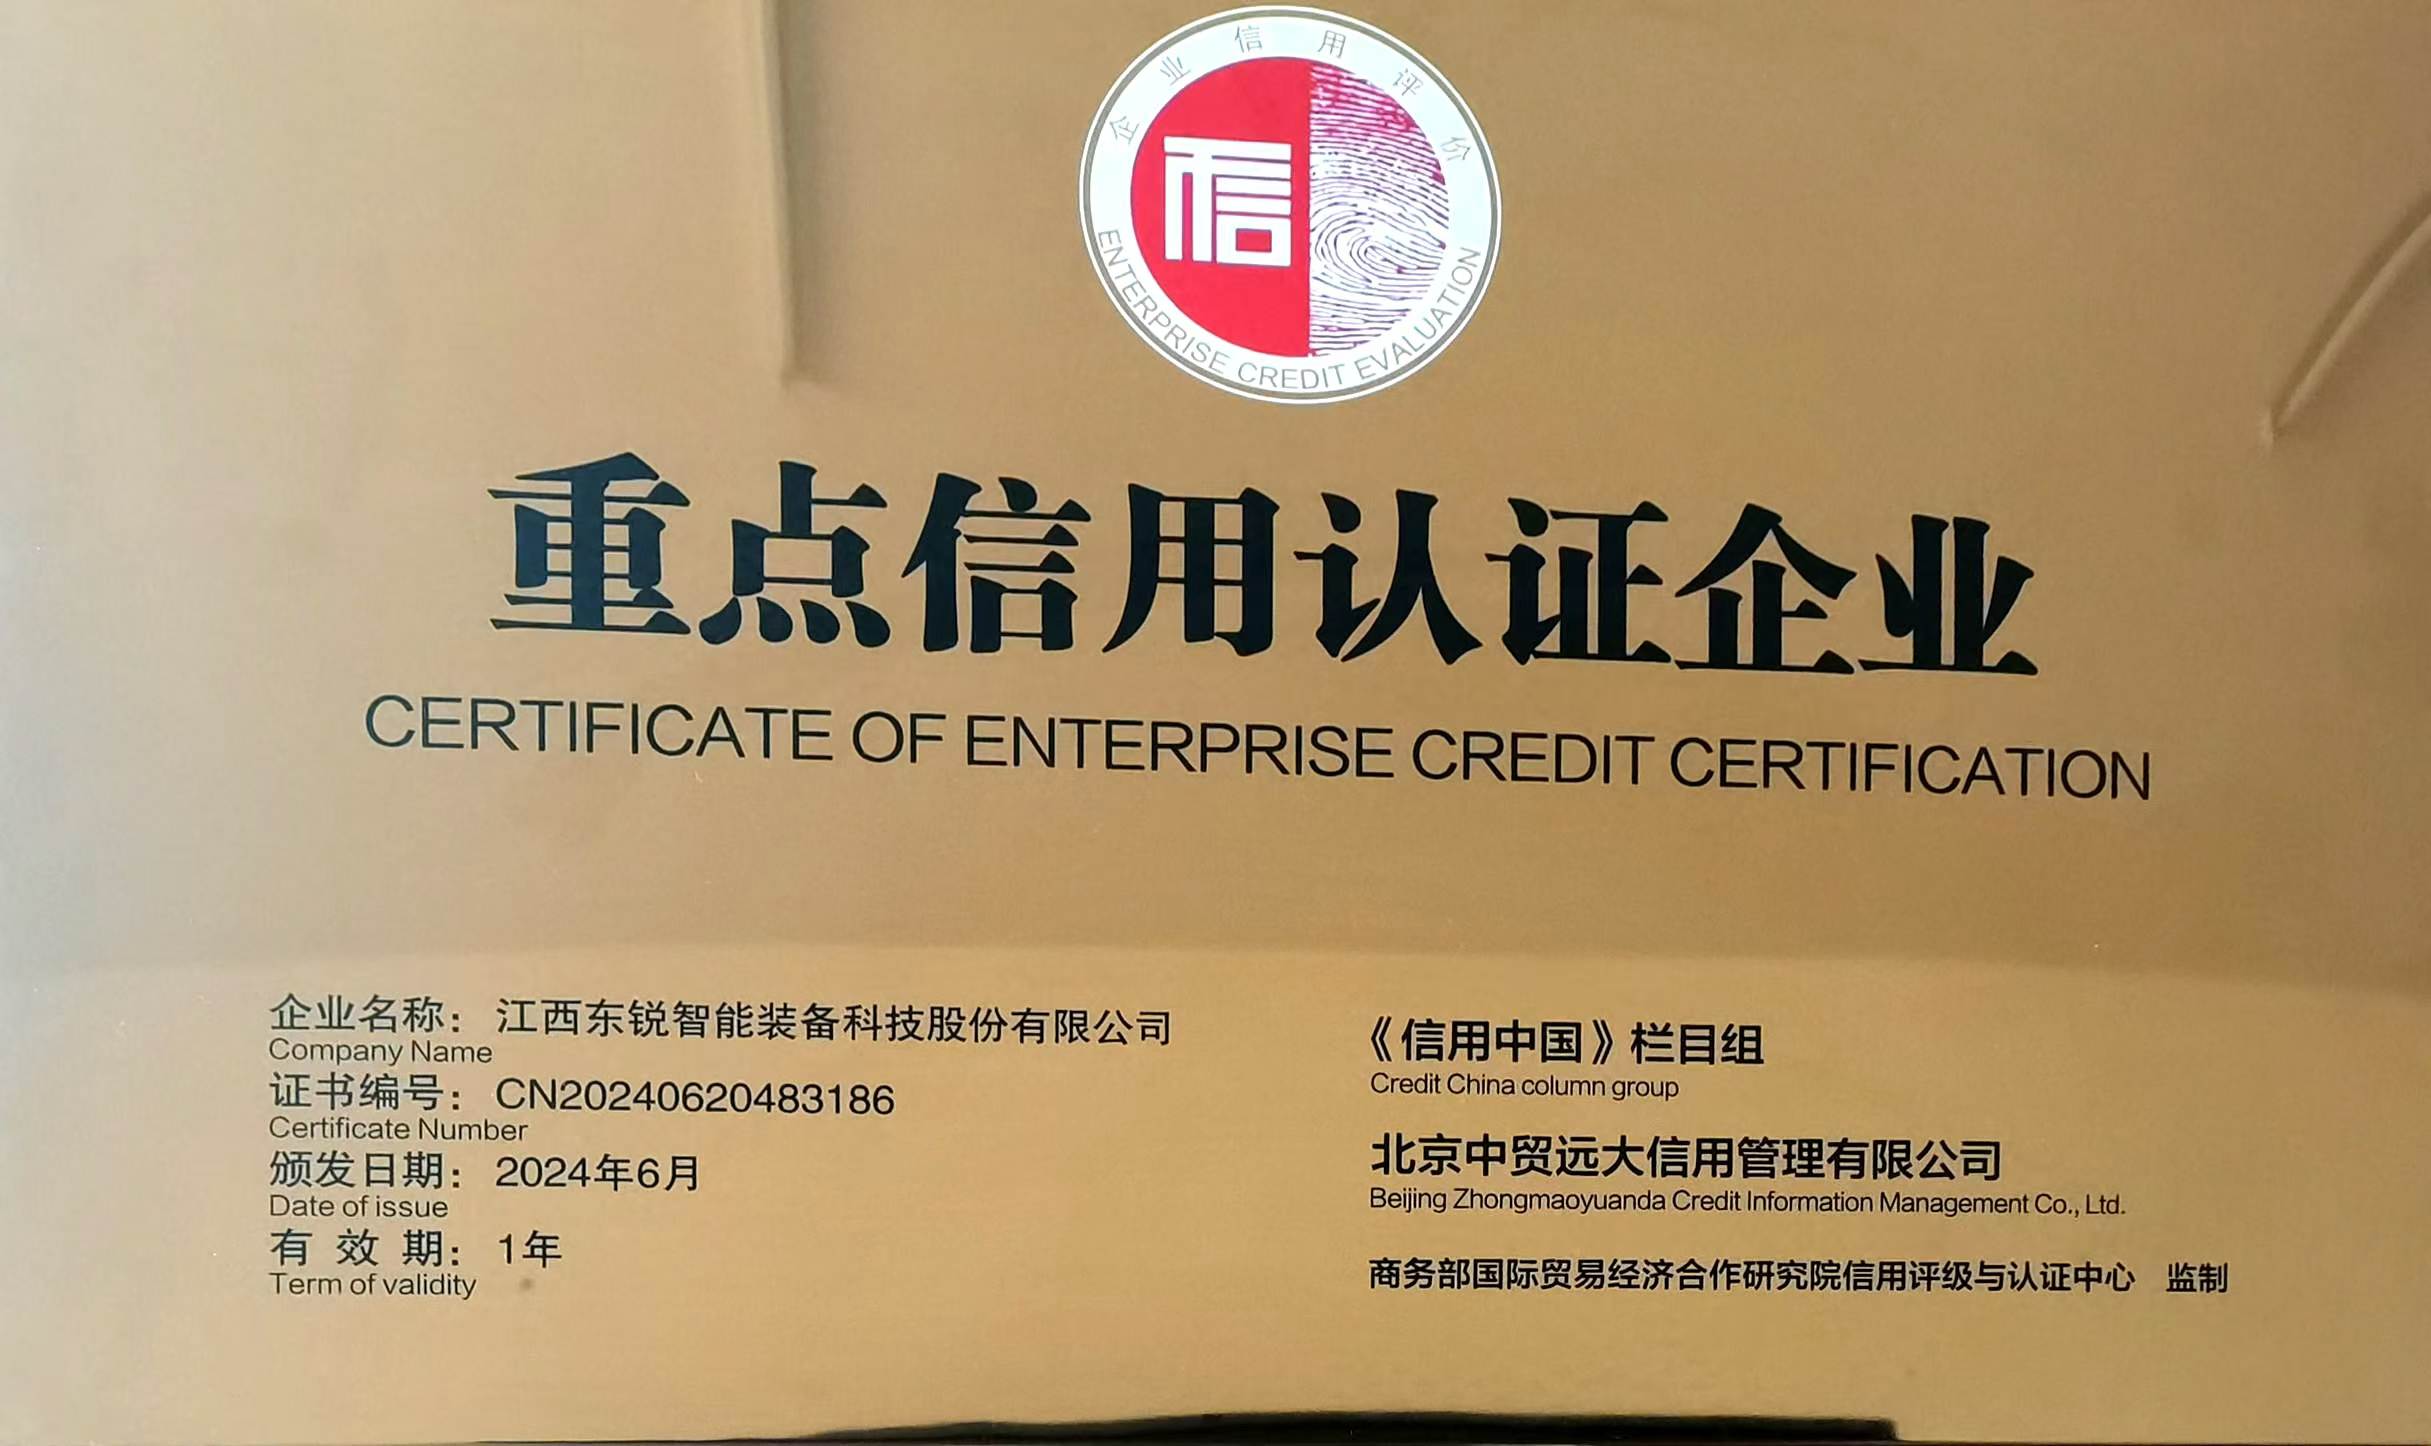 企业信用评价
信
ENTERPRISE CREDIT EVALUATION
重点信用认证企业
CERTIFICATE OF ENTERPRISE CREDIT CERTIFICATION
企业名称： 江西东锐智能装备科技股份有限公司
Company Name
证书编号： CN20240620483186
Certificate Number
颁发日期： 2024年6月
Date of issue
有 效 期： 1年
Term of validity
《信用中国》栏目组
Credit China column group
北京中贸远大信用管理有限公司
Beijing Zhongmaoyuanda Credit Information Management Co., Ltd.
商务部国际贸易经济合作研究院信用评级与认证中心 监制